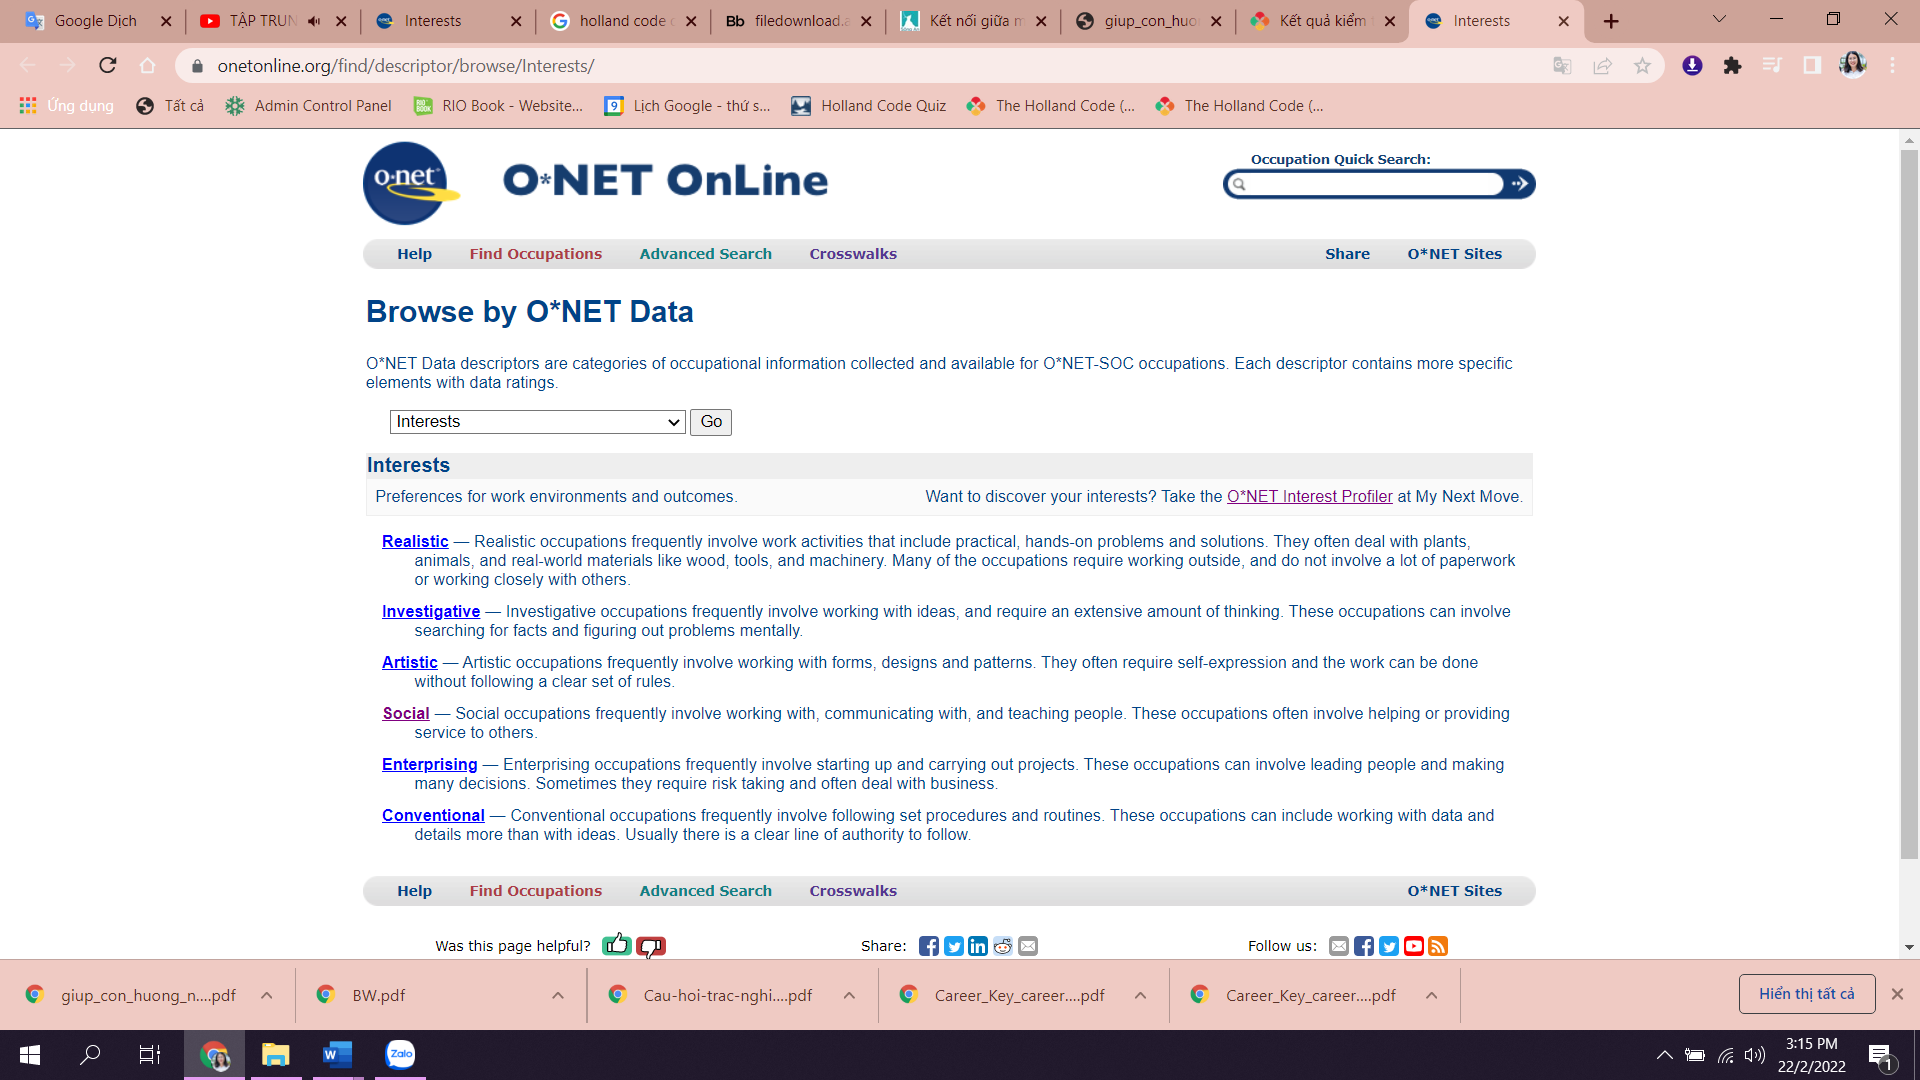 Google Dịch
TẬP TRUN
Interests
holland code c
filedownload.a
Kết nối giữa m
giup_con_huo
Kết quả kiểm t
Interests
onetonline.org/find/descriptor/browse/Interests/
Ứng dụng
Tất cả
Admin Control Panel
RIO Book - Website...
Lịch Google - thứ s...
Holland Code Quiz
The Holland Code (...
The Holland Code (...
o·net
O*NET OnLine
Occupation Quick Search:
Help Find Occupations Advanced Search Crosswalks Share O*NET Sites
Browse by O*NET Data
O*NET Data descriptors are categories of occupational information collected and available for O*NET-SOC occupations. Each descriptor contains more specific
elements with data ratings.
Interests Go
Interests
Preferences for work environments and outcomes. Want to discover your interests? Take the O*NET Interest Profiler at My Next Move.
Realistic — Realistic occupations frequently involve work activities that include practical, hands-on problems and solutions. They often deal with plants,
animals, and real-world materials like wood, tools, and machinery. Many of the occupations require working outside, and do not involve a lot of paperwork
or working closely with others.
Investigative — Investigative occupations frequently involve working with ideas, and require an extensive amount of thinking. These occupations can involve
searching for facts and figuring out problems mentally.
Artistic — Artistic occupations frequently involve working with forms, designs and patterns. They often require self-expression and the work can be done
without following a clear set of rules.
Social — Social occupations frequently involve working with, communicating with, and teaching people. These occupations often involve helping or providing
service to others.
Enterprising — Enterprising occupations frequently involve starting up and carrying out projects. These occupations can involve leading people and making
many decisions. Sometimes they require risk taking and often deal with business.
Conventional — Conventional occupations frequently involve following set procedures and routines. These occupations can include working with data and
details more than with ideas. Usually there is a clear line of authority to follow.
Help Find Occupations Advanced Search Crosswalks O*NET Sites
Was this page helpful? Share: Follow us:
giup_con_huong_n....pdf
BW.pdf
Cau-hoi-trac-nghi....pdf
Career_Key_career....pdf
Career_Key_career....pdf
Hiển thị tất cả
Zalo
3:15 PM
22/2/2022
1